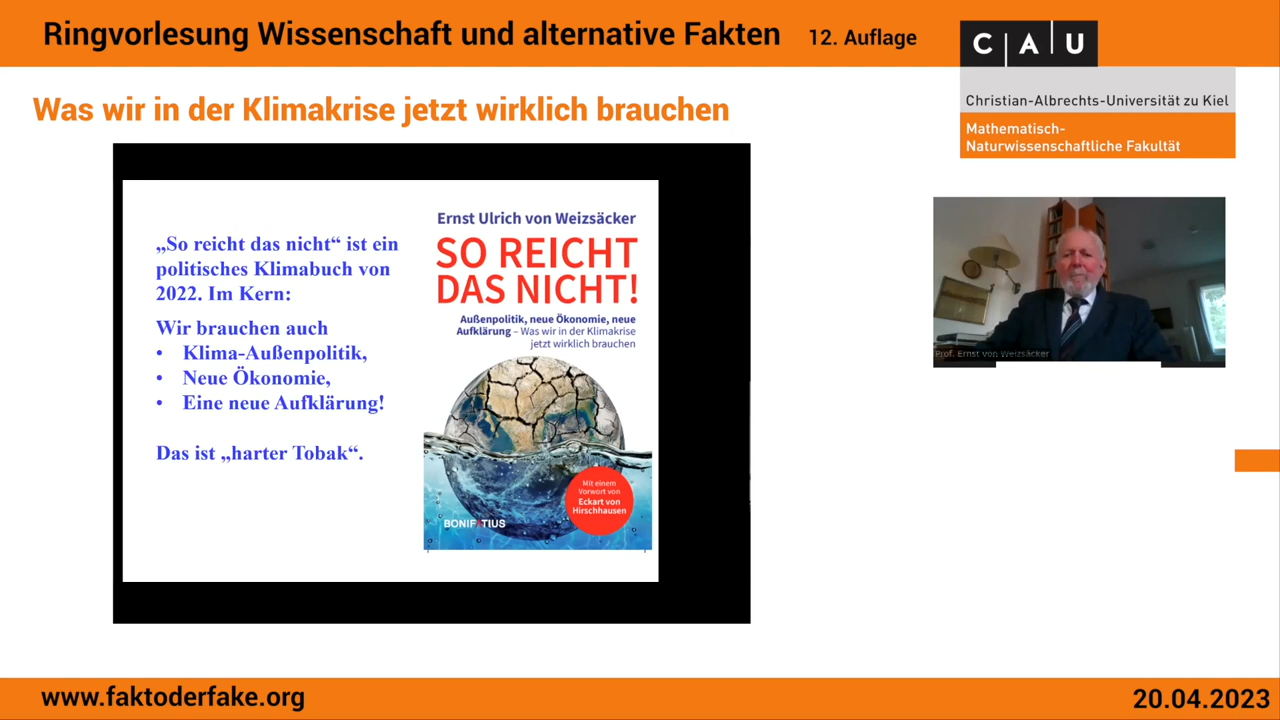 Ringvorlesung Wissenschaft und alternative Fakten 12. Auflage
C A U
Christian-Albrechts-Universität zu Kiel
Mathematisch-
Naturwissenschaftliche Fakultät
Was wir in der Klimakrise jetzt wirklich brauchen
„So reicht das nicht“ ist ein
politisches Klimabuch von
2022. Im Kern:
Wir brauchen auch
• Klima-Außenpolitik,
• Neue Ökonomie,
• Eine neue Aufklärung!
Das ist „harter Tobak“.
Ernst Ulrich von Weizsäcker
SO REICHT
DAS NICHT!
Außenpolitik, neue Ökonomie, neue
Aufklärung – Was wir in der Klimakrise
jetzt wirklich brauchen
Mit einem
Vorwort von
Eckart von
Hirschhausen
BONIFATIUS
Prof. Ernst von Weizsäcker
www.faktoderfake.org
20.04.2023